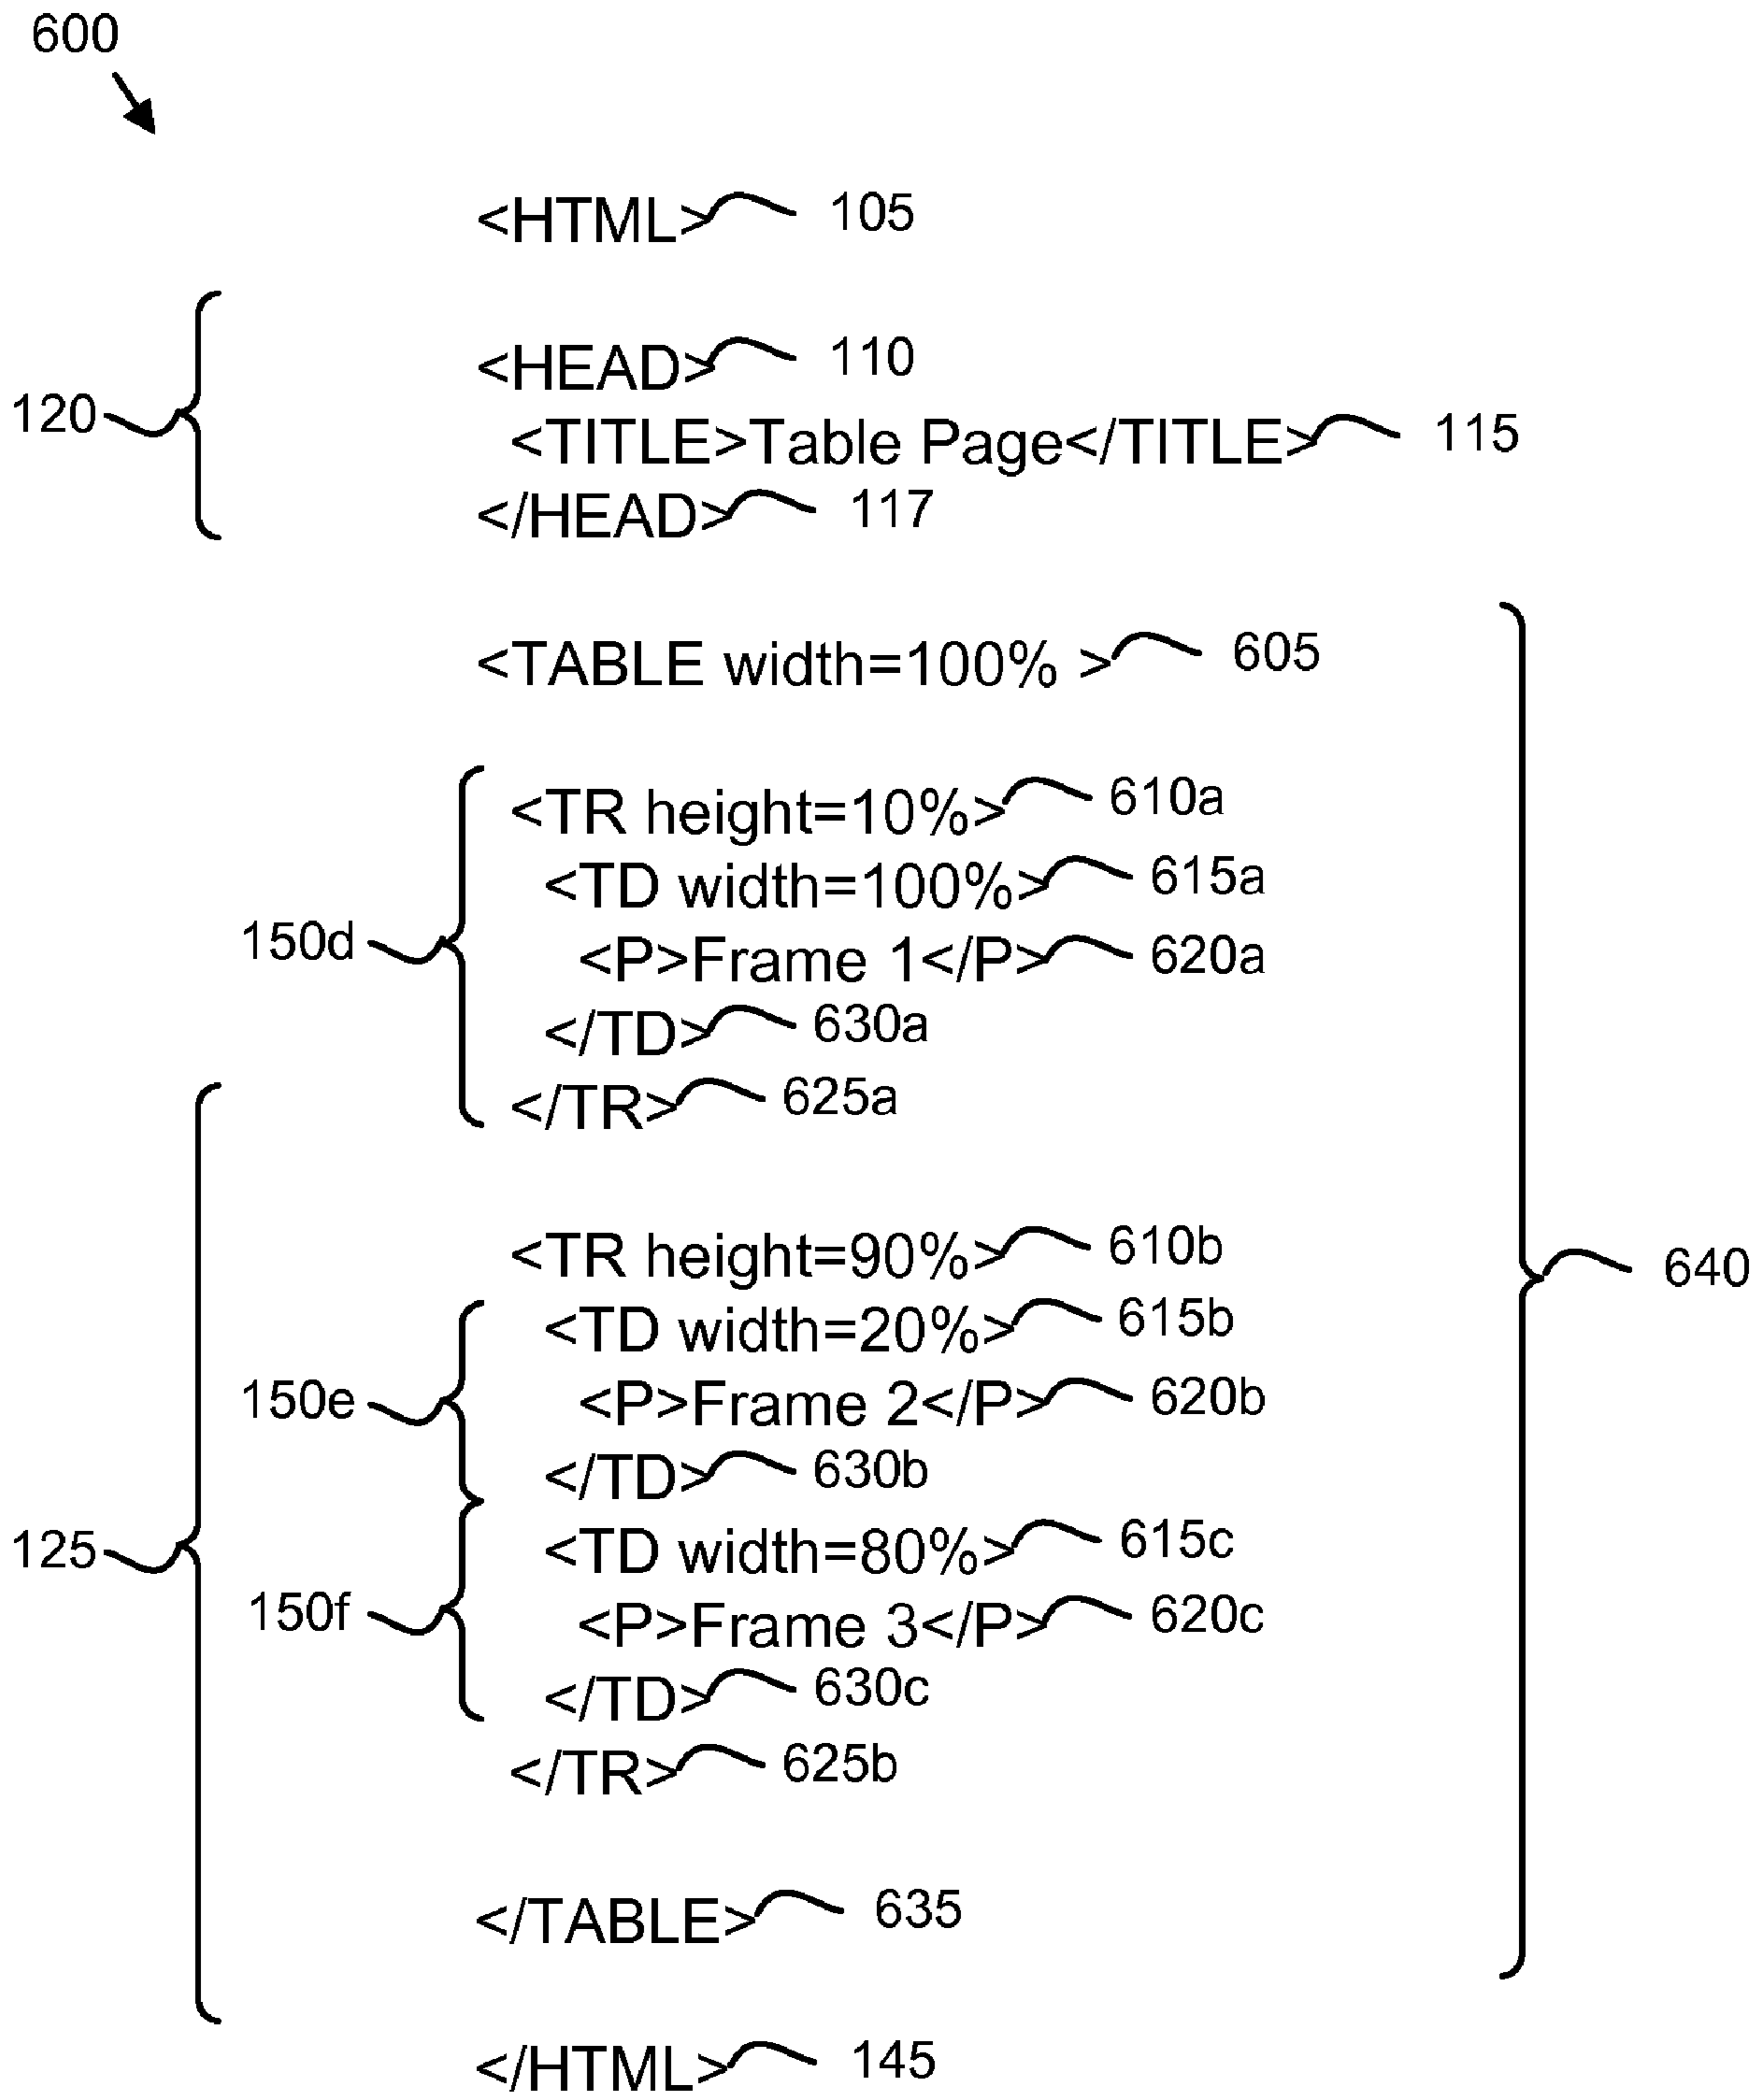 600
<HTML> 105
<HEAD> 110
120
<TITLE>Table Page</TITLE> 115
</HEAD> 117
<TABLE width=100% > 605
<TR height=10%> 610a
<TD width=100%> 615a
150d <P>Frame 1</P> 620a
</TD> 630a
</TR> 625a
<TR height=90%> 610b
640
<TD width=20%> 615b
150e <P>Frame 2</P> 620b
</TD> 630b
125 <TD width=80%> 615c
150f <P>Frame 3</P> 620c
</TD> 630c
</TR> 625b
</TABLE> 635
</HTML> 145